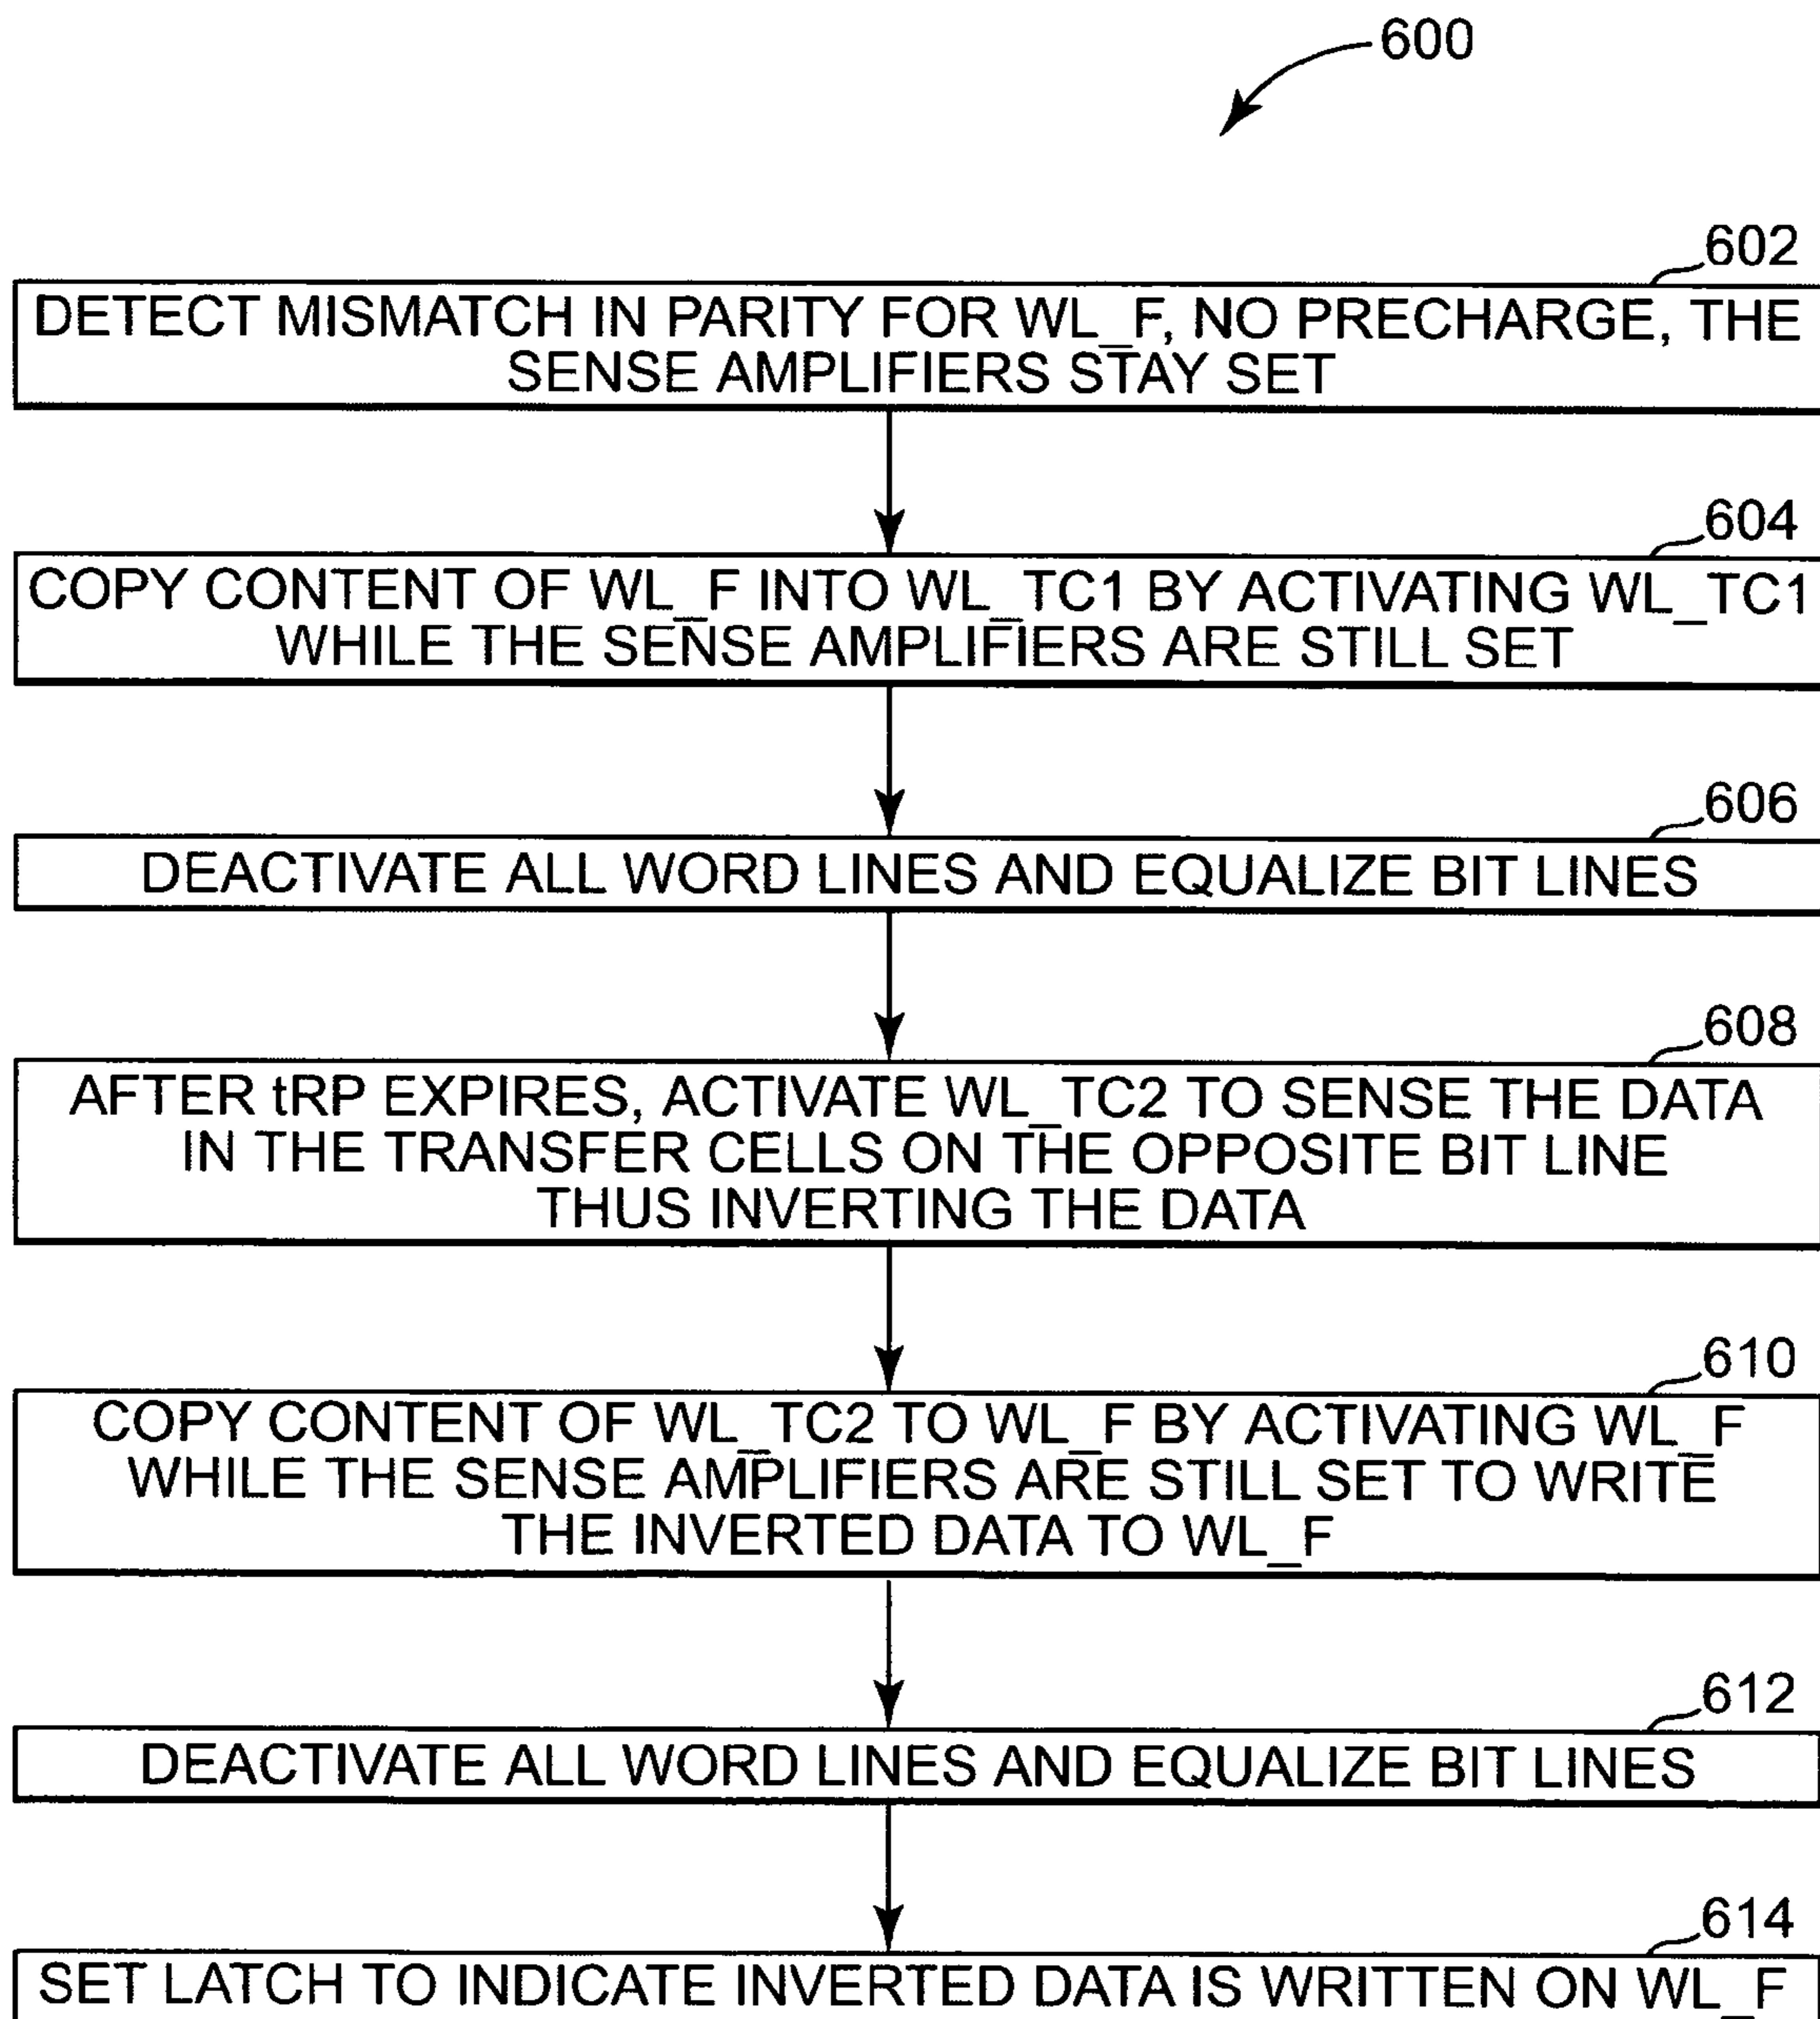 600
602
DETECT MISMATCH IN PARITY FOR WL_F, NO PRECHARGE, THE
SENSE AMPLIFIERS STAY SET
604
COPY CONTENT OF WL_F INTO WL_TC1 BY ACTIVATING WL_TC1
WHILE THE SENSE AMPLIFIERS ARE STILL SET
606
DEACTIVATE ALL WORD LINES AND EQUALIZE BIT LINES
608
AFTER tRP EXPIRES, ACTIVATE WL_TC2 TO SENSE THE DATA
IN THE TRANSFER CELLS ON THE OPPOSITE BIT LINE
THUS INVERTING THE DATA
610
COPY CONTENT OF WL_TC2 TO WL_F BY ACTIVATING WL_F
WHILE THE SENSE AMPLIFIERS ARE STILL SET TO WRITE
THE INVERTED DATA TO WL_F
612
DEACTIVATE ALL WORD LINES AND EQUALIZE BIT LINES
614
SET LATCH TO INDICATE INVERTED DATA IS WRITTEN ON WL_F